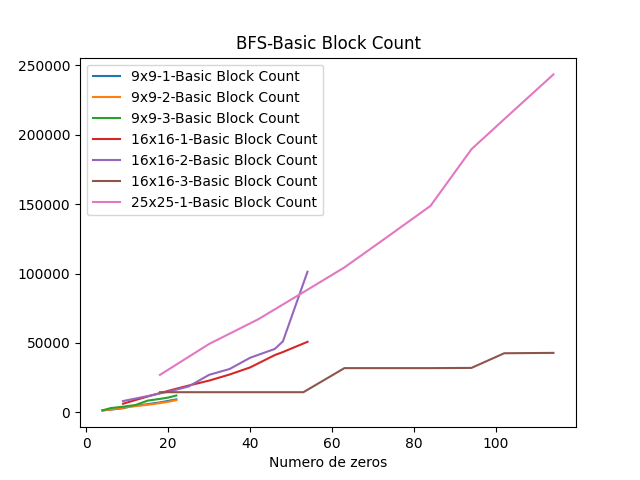 BFS-Basic Block Count
250000
200000
150000
100000
50000
0
9x9-1-Basic Block Count
9x9-2-Basic Block Count
9x9-3-Basic Block Count
16x16-1-Basic Block Count
16x16-2-Basic Block Count
16x16-3-Basic Block Count
25x25-1-Basic Block Count
0 20 40 60 80 100
Numero de zeros